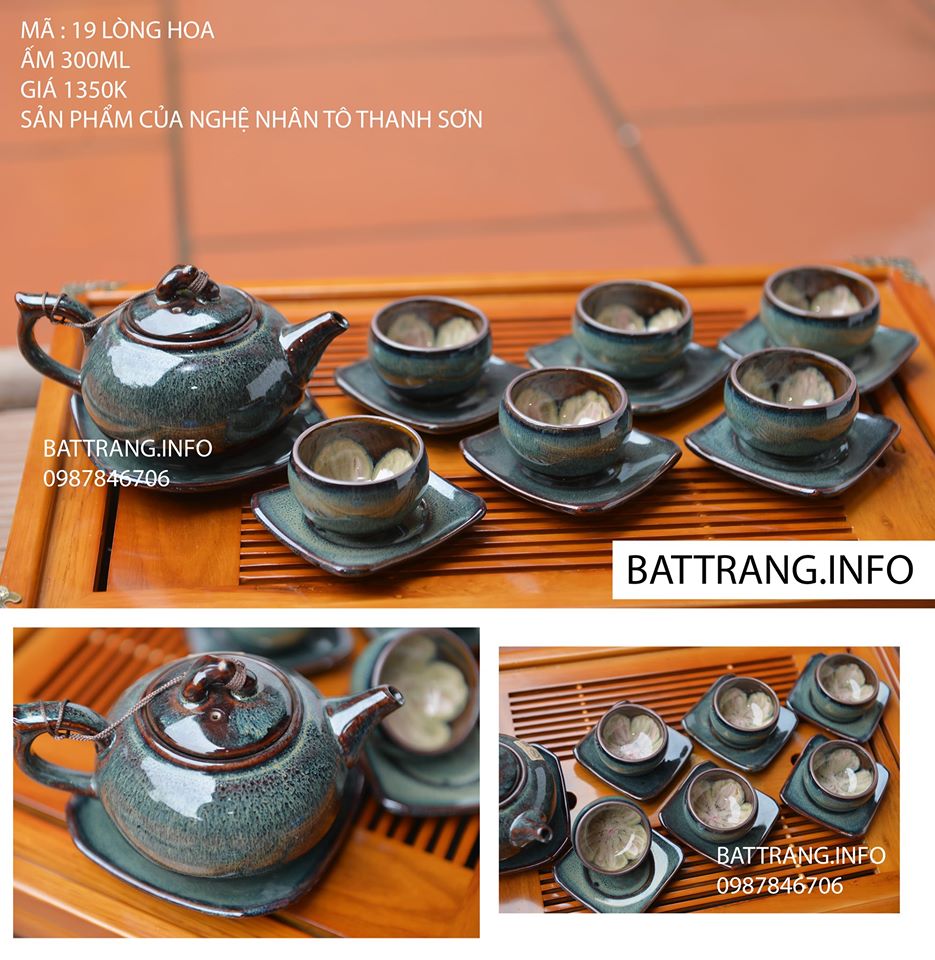 MÃ : 19 LÒNG HOA
ẤM 300ML
GIÁ 1350K
SẢN PHẨM CỦA NGHỆ NHÂN TÔ THANH SƠN
BATTRANG.INFO
0987846706
BATTRANG.INFO
BATTRANG.INFO
0987846706